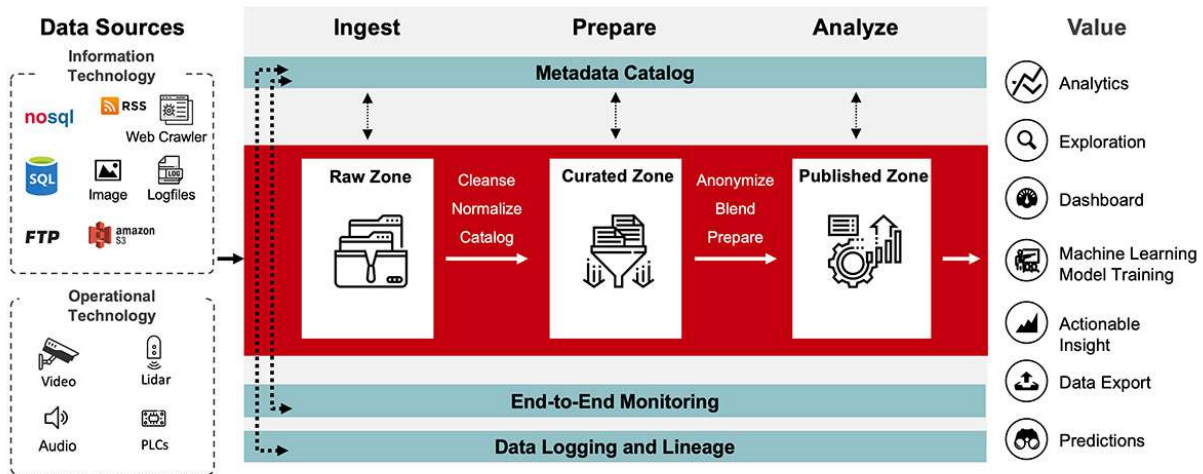 Data Sources
Information
Technology
nosql
RSS
Web Crawler
SQL
Image
LOG
Logfiles
FTP
amazon
S3
Operational
Technology
Video
Lidar
Audio
PLCs
Ingest
Prepare
Analyze
Metadata Catalog
Raw Zone
Cleanse
Normalize
Catalog
Curated Zone
Anonymize
Blend
Prepare
Published Zone
End-to-End Monitoring
Data Logging and Lineage
Value
Analytics
Exploration
Dashboard
Machine Learning
Model Training
Actionable
Insight
Data Export
Predictions